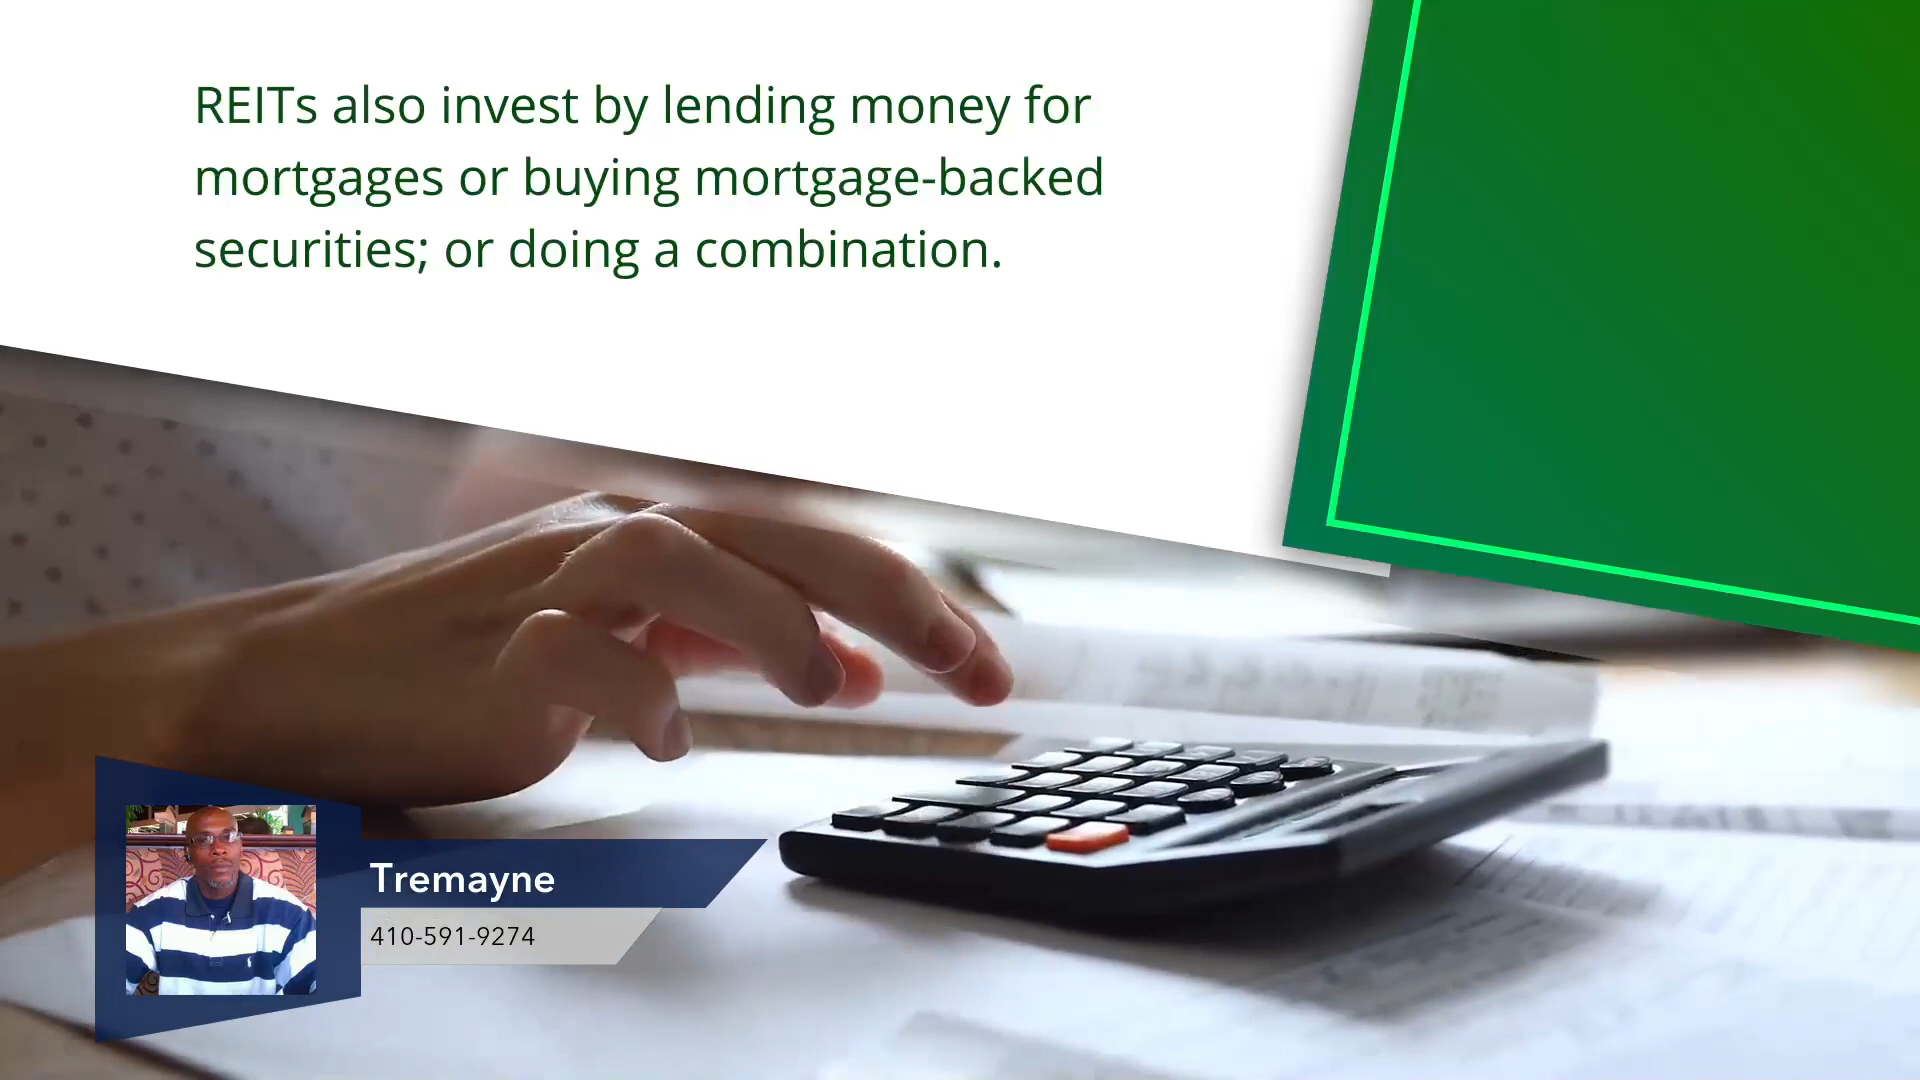 REITs also invest by lending money for
mortgages or buying mortgage-backed
securities; or doing a combination.
Tremayne
410-591-9274